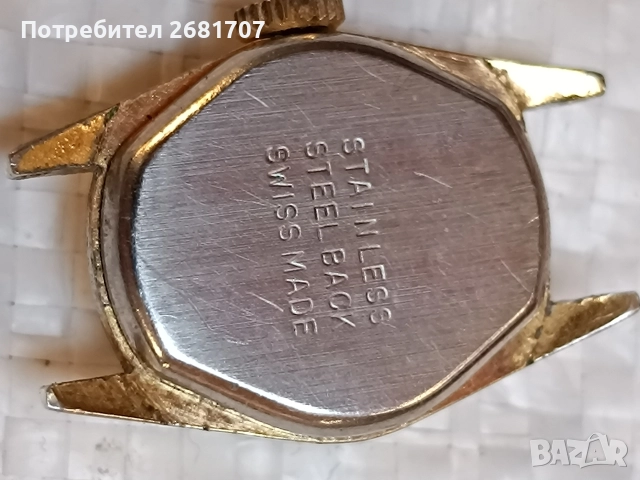 Потребител 2681707
STAINLESS
STEEL BACK
SWISS MADE
BAZAR